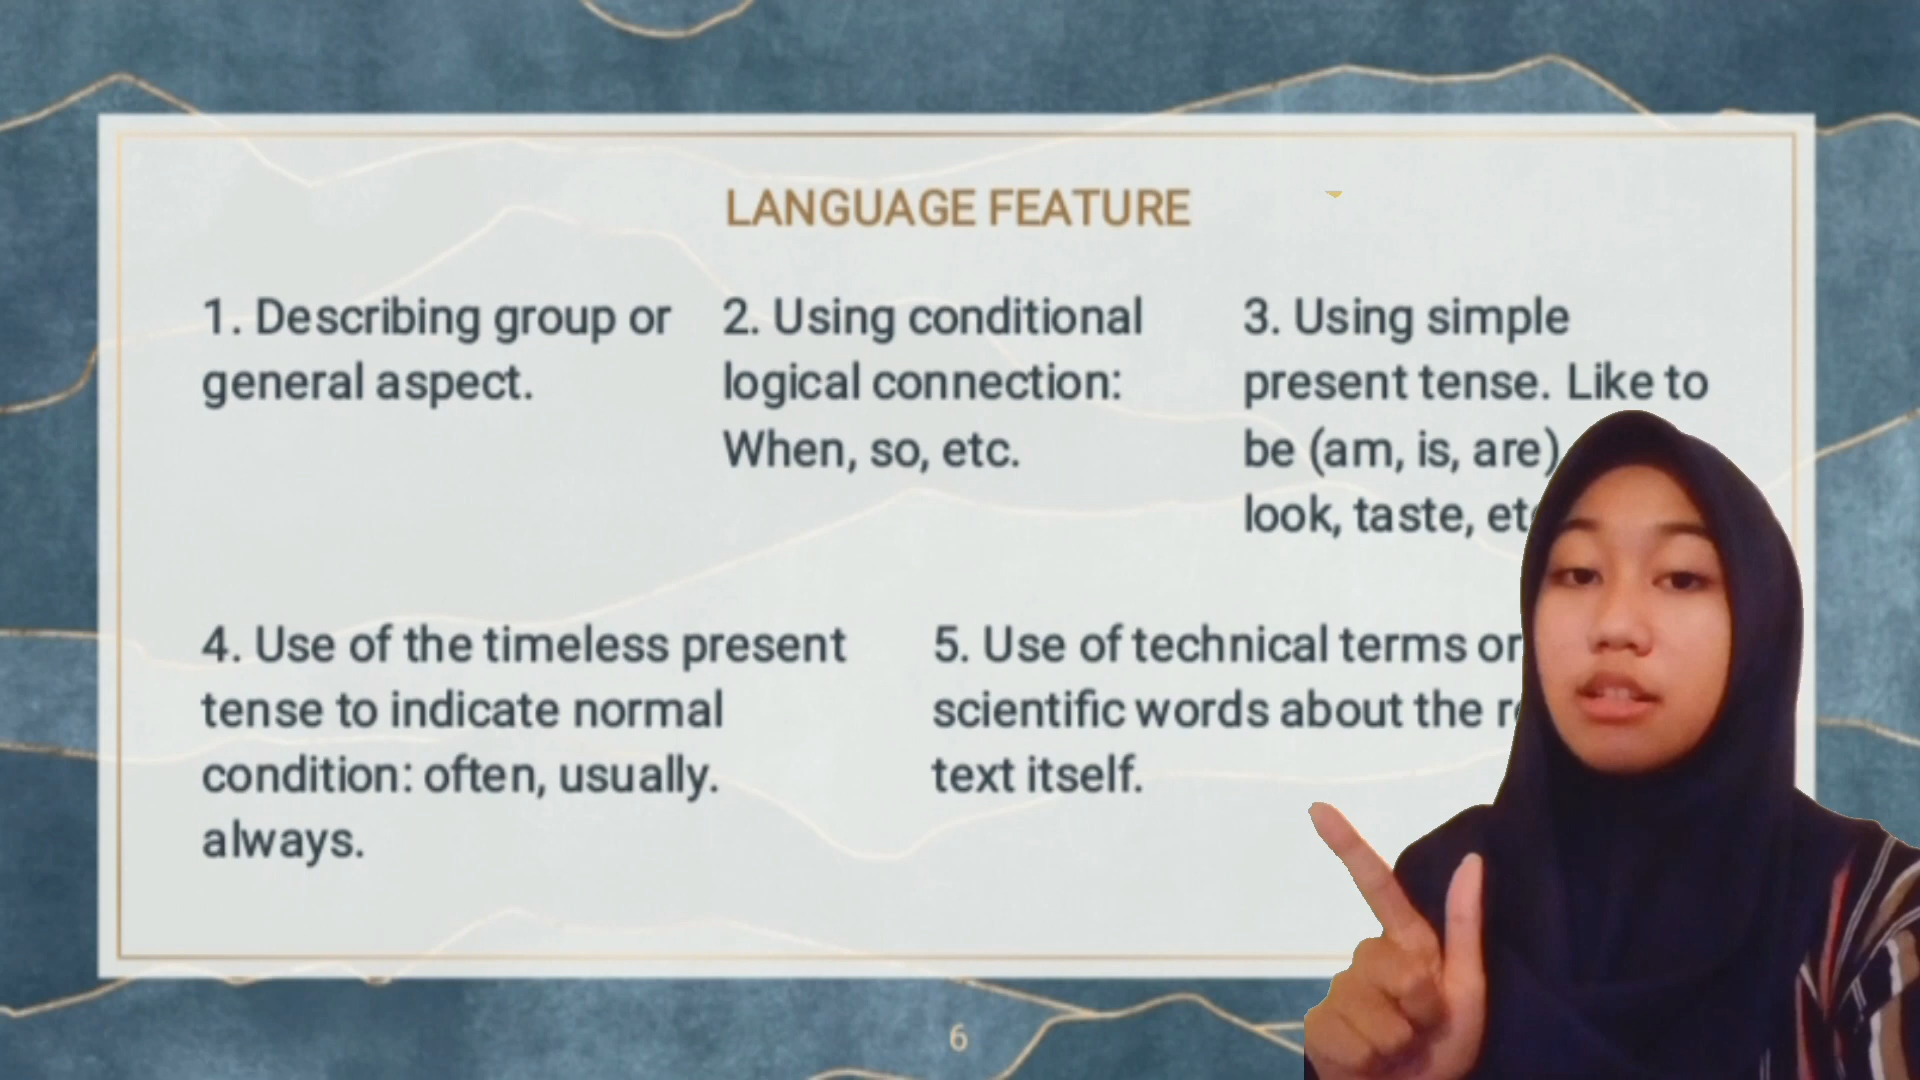 LANGUAGE FEATURE
1. Describing group or
general aspect.
2. Using conditional
logical connection:
When, so, etc.
3. Using simple
present tense. Like to
be (am, is, are)
look, taste,
4. Use of the timeless present
tense to indicate normal
condition: often, usually.
always.
5. Use of technical terms or
scientific words about the
text itself.
6